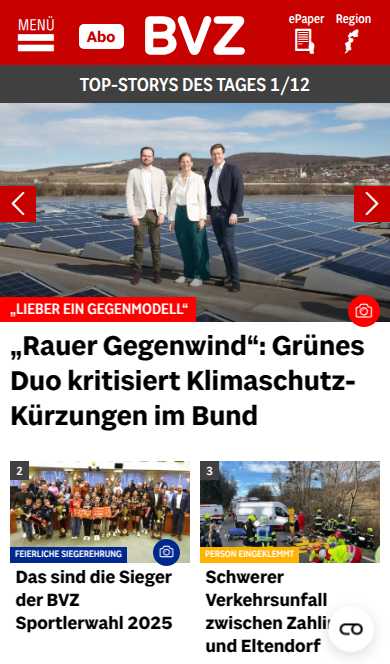 MENÜ
Abo
BVZ
ePaper
Region
TOP-STORYS DES TAGES 1/12
„LIEBER EIN GEGENMODELL“
„Rauer Gegenwind“: Grünes
Duo kritisiert Klimaschutz-
Kürzungen im Bund
2
FEIERLICHE SIEGEREHRUNG
Das sind die Sieger
der BVZ
Sportlerwahl 2025
3
PERSON EINGEKLEMMT
Schwerer
Verkehrsunfall
zwischen Zahlin
und Eltendorf